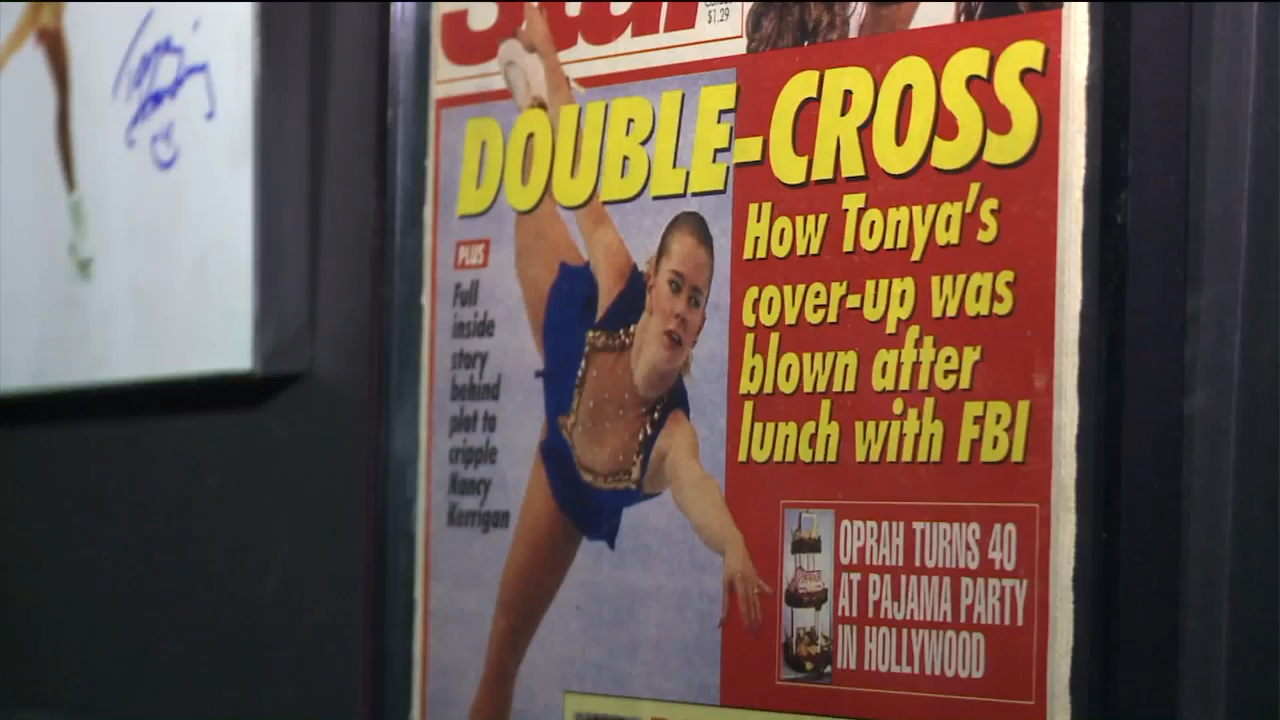 Star
$1.29
DOUBLE-CROSS
How Tonya's
cover-up was
blown after
lunch with FBI
PLUS
Full
inside
story
behind
plot to
cripple
Nancy
Kerrigan
OPRAH TURNS 40
AT PAJAMA PARTY
IN HOLLYWOOD